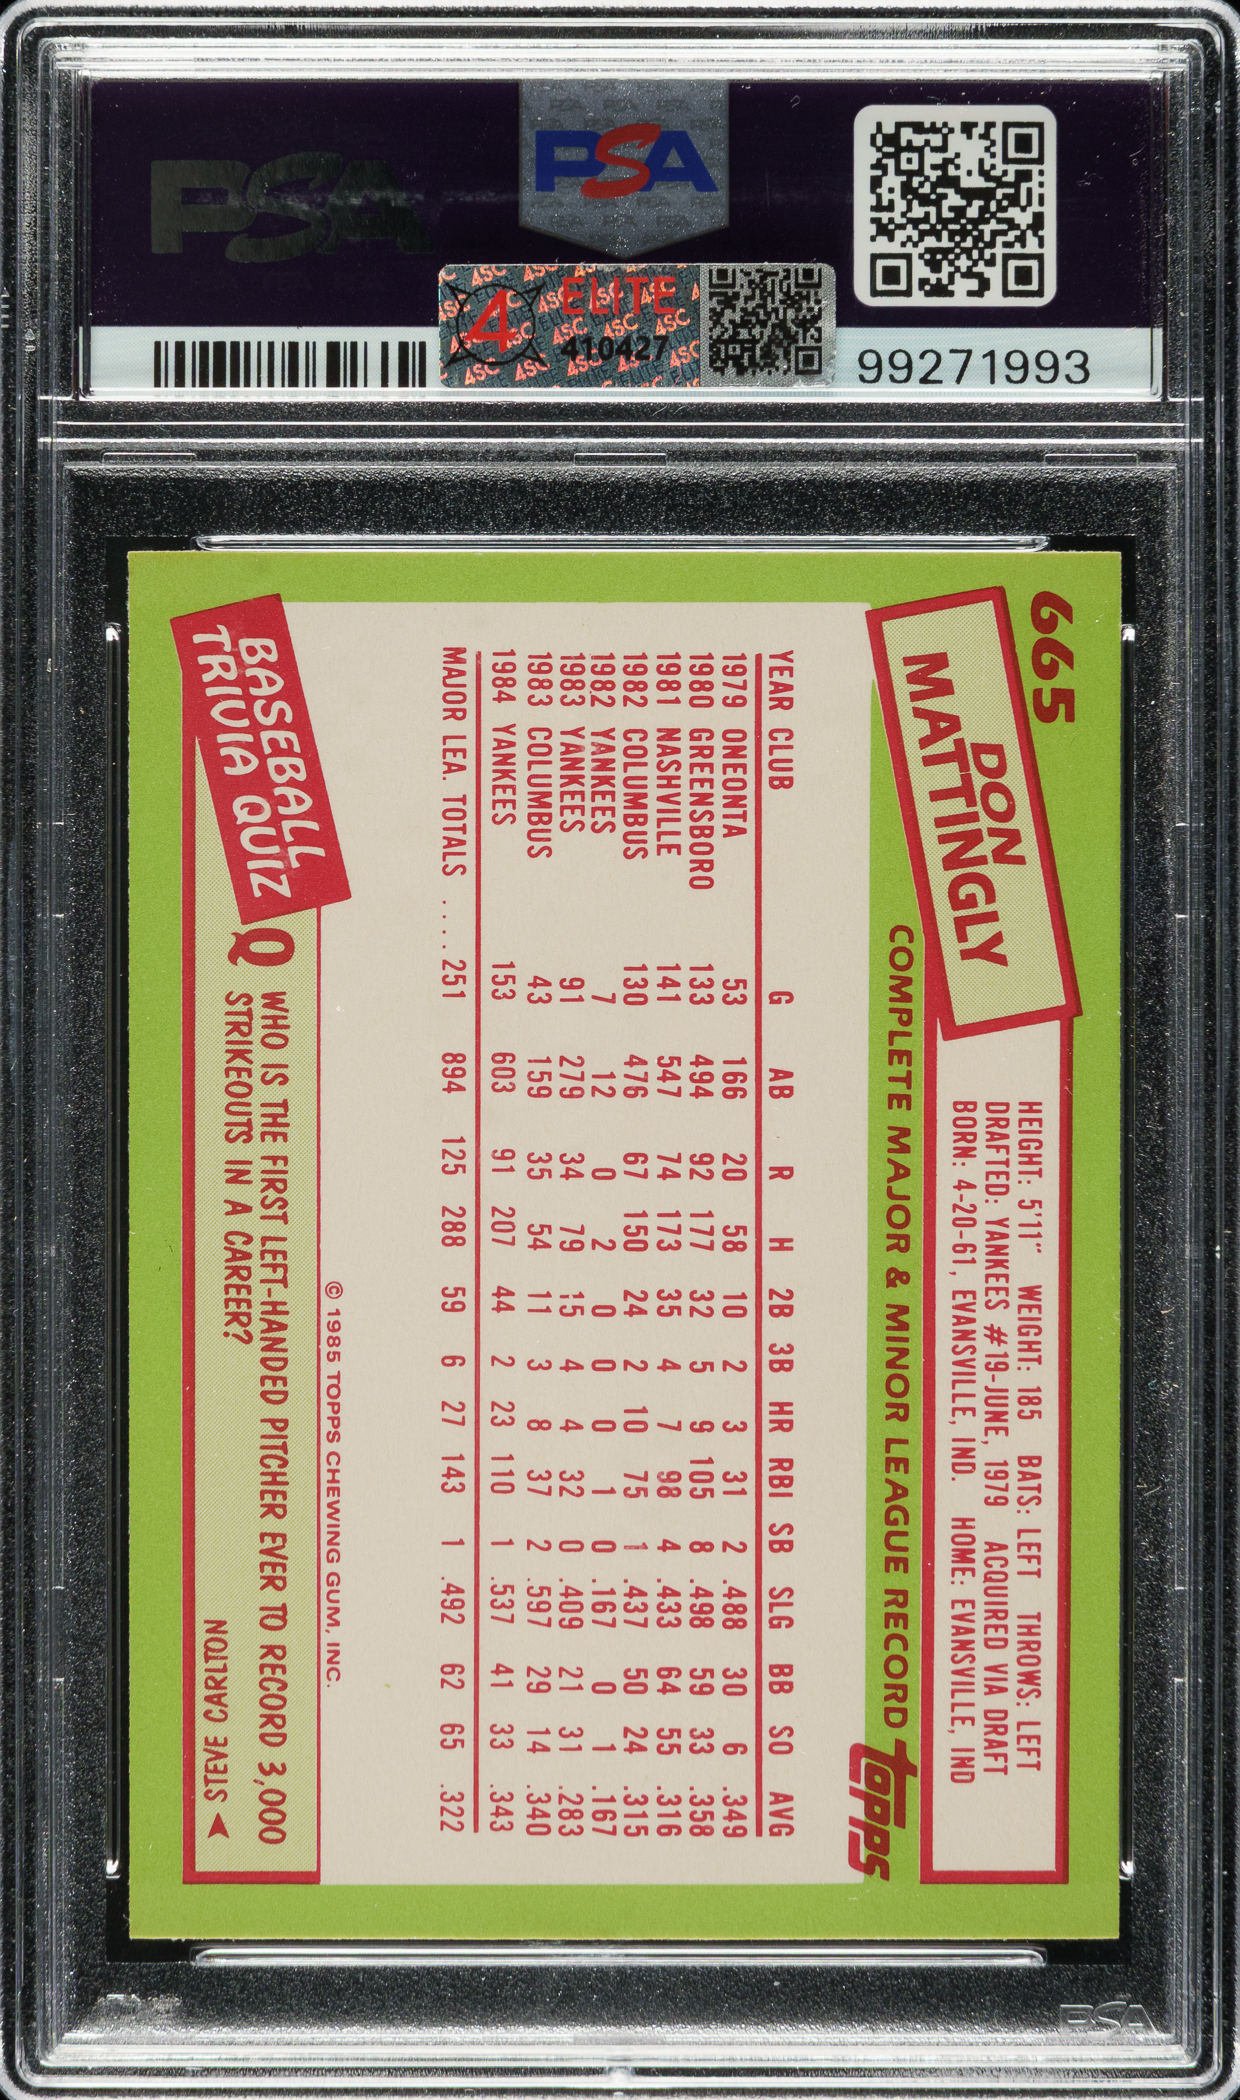 PSA
PSA
4
4SC
ELITE
410427
99271993
665
DON
MATTINGLY
HEIGHT: 5'11" WEIGHT: 185 BATS: LEFT THROWS: LEFT
DRAFTED: YANKEES #19-JUNE, 1979 ACQUIRED VIA DRAFT
BORN: 4-20-61, EVANSVILLE, IND. HOME: EVANSVILLE, IND
COMPLETE MAJOR & MINOR LEAGUE RECORD
Topps
YEAR CLUB G AB R H 2B 3B HR RBI SB SLG BB SO AVG
1979 ONEONTA 53 166 20 58 10 2 3 31 2 .488 30 6 .349
1980 GREENSBORO 133 494 92 177 32 5 9 105 8 .498 59 33 .358
1981 NASHVILLE 141 547 74 173 35 4 7 98 4 .433 64 55 .316
1982 COLUMBUS 130 476 67 150 24 2 10 75 1 .437 50 24 .315
1982 YANKEES 7 12 0 2 0 0 0 1 0 .167 0 1 .167
1983 YANKEES 91 279 34 79 15 4 4 32 0 .409 21 31 .283
1983 COLUMBUS 43 159 35 54 11 3 8 37 2 .597 29 14 .340
1984 YANKEES 153 603 91 207 44 2 23 110 1 .537 41 33 .343
MAJOR LEA. TOTALS .... 251 894 125 288 59 6 27 143 1 .492 62 65 .322
© 1985 TOPPS CHEWING GUM, INC.
BASEBALL
TRIVIA QUIZ
Q WHO IS THE FIRST LEFT-HANDED PITCHER EVER TO RECORD 3,000
STRIKEOUTS IN A CAREER?
STEVE CARLTON
PSA